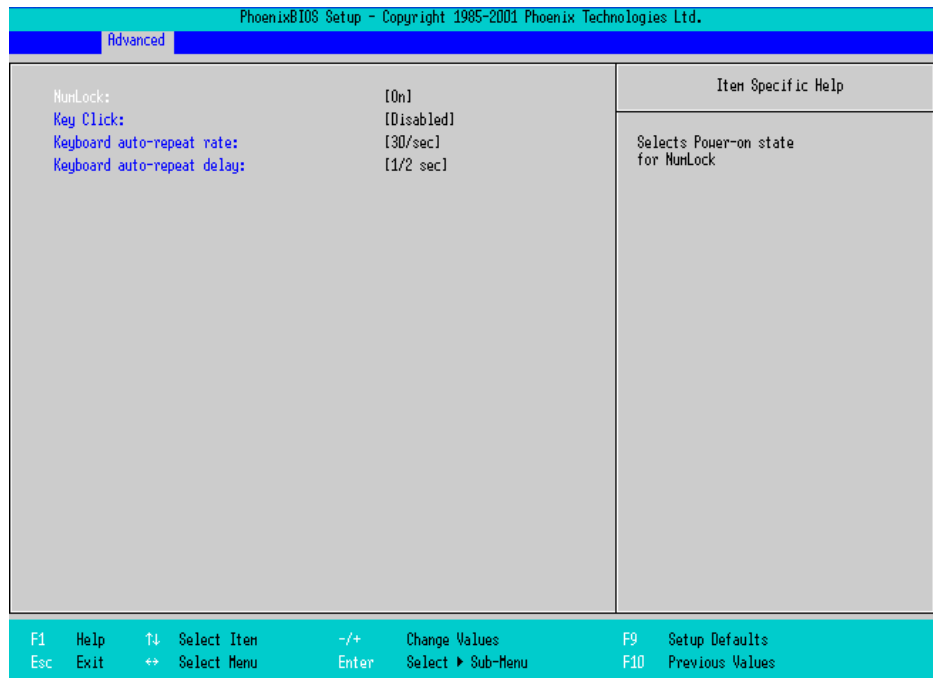 PhoenixBIOS Setup - Copyright 1985-2001 Phoenix Technologies Ltd.
Advanced
NumLock: [On]
Key Click: [Disabled]
Keyboard auto-repeat rate: [30/sec]
Keyboard auto-repeat delay: [1/2 sec]
Item Specific Help
Selects Power-on state
for NumLock
F1 Help ↑↓ Select Item -/+ Change Values F9 Setup Defaults
Esc Exit ↔ Select Menu Enter Select ▶ Sub-Menu F10 Previous Values